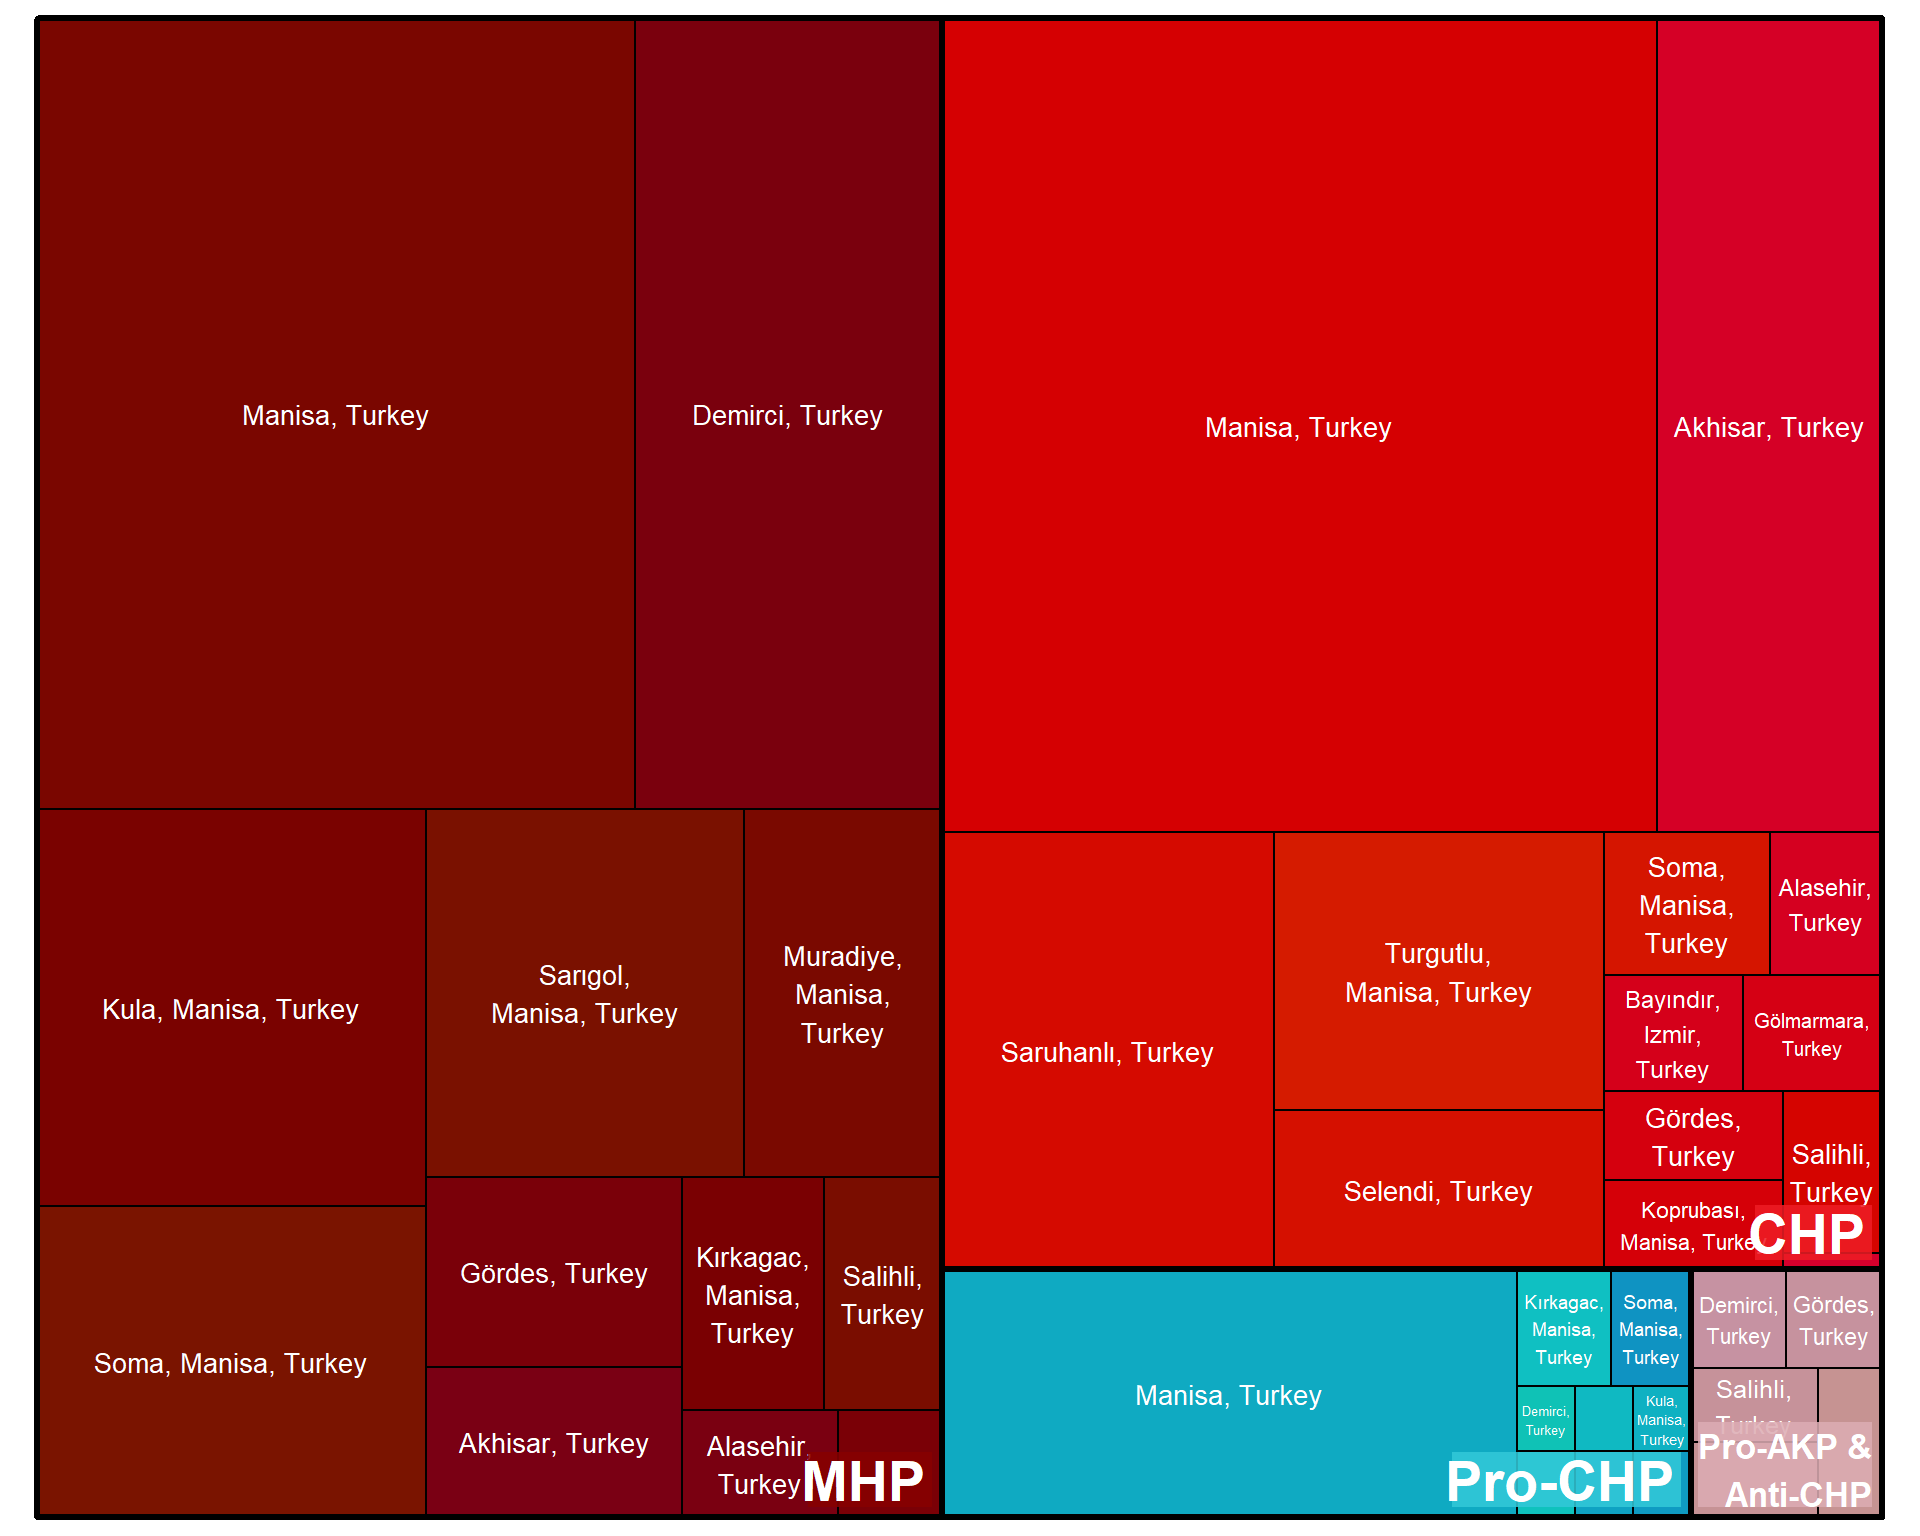 Manisa, Turkey
Demirci, Turkey
Kula, Manisa, Turkey
Sarıgol,
Manisa, Turkey
Muradiye,
Manisa,
Turkey
Soma, Manisa, Turkey
Gördes, Turkey
Kırkagac,
Manisa,
Turkey
Salihli,
Turkey
Akhisar, Turkey
Alasehir,
Turkey
MHP
Manisa, Turkey
Akhisar, Turkey
Saruhanlı, Turkey
Turgutlu,
Manisa, Turkey
Selendi, Turkey
Soma,
Manisa,
Turkey
Alasehir,
Turkey
Bayındır,
Izmir,
Turkey
Gölmarmara,
Turkey
Gördes,
Turkey
Salihli,
Turkey
Koprubası,
Manisa, Turkey
CHP
Manisa, Turkey
Kırkagac,
Manisa,
Turkey
Soma,
Manisa,
Turkey
Demirci,
Turkey
Kula,
Manisa,
Turkey
Pro-CHP
Demirci,
Turkey
Gördes,
Turkey
Salihli,
Turkey
Pro-AKP &
Anti-CHP